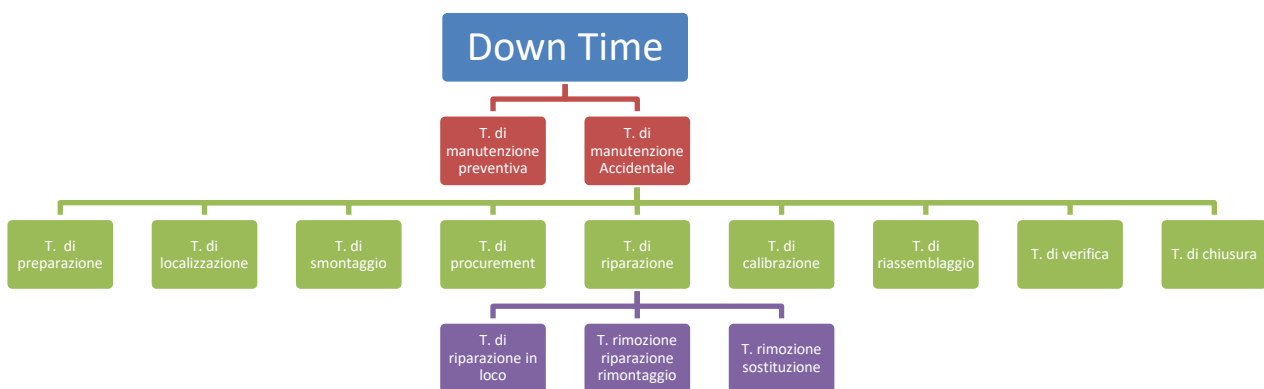 Down Time
T. di
manutenzione
preventiva
T. di
manutenzione
Accidentale
T. di
preparazione
T. di
localizzazione
T. di
smontaggio
T. di
procurement
T. di
riparazione
T. di
calibrazione
T. di
riassemblaggio
T. di verifica
T. di chiusura
T. di
riparazione in
loco
T. rimozione
riparazione
rimontaggio
T. rimozione
sostituzione